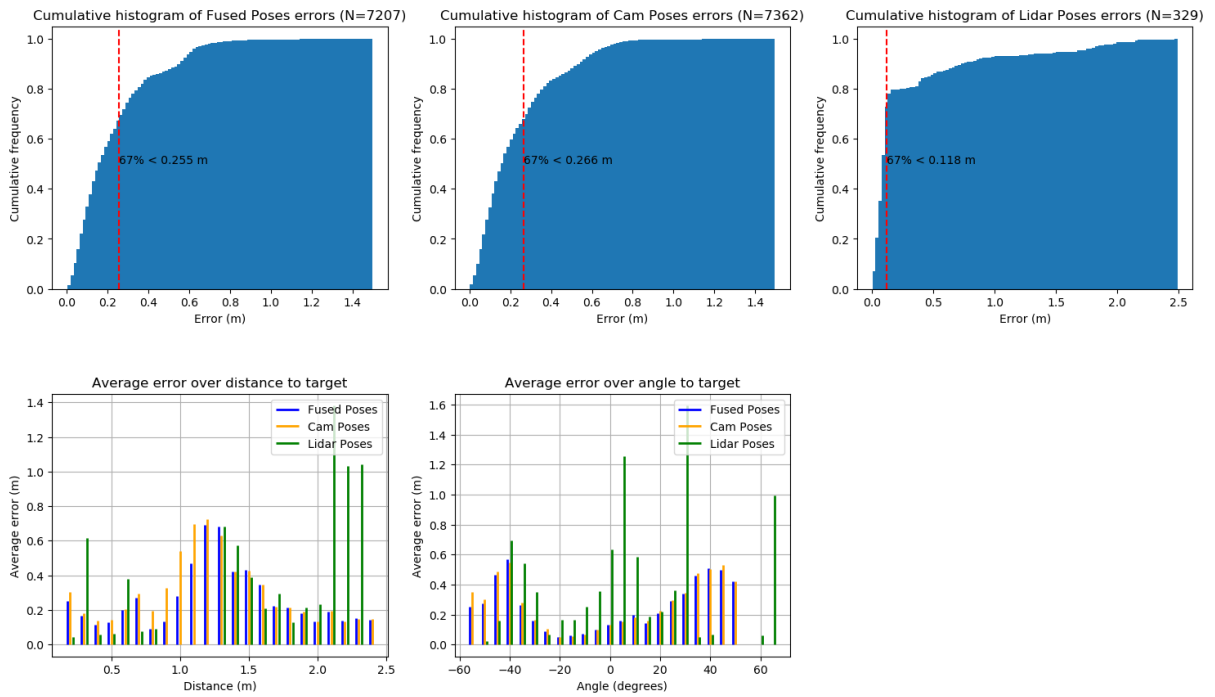 Cumulative histogram of Fused Poses errors (N=7207)
1.0
0.8
0.6
0.4
0.2
0.0
Cumulative frequency
67% < 0.255 m
0.0 0.2 0.4 0.6 0.8 1.0 1.2 1.4
Error (m)
Cumulative histogram of Cam Poses errors (N=7362)
1.0
0.8
0.6
0.4
0.2
0.0
Cumulative frequency
67% < 0.266 m
0.0 0.2 0.4 0.6 0.8 1.0 1.2 1.4
Error (m)
Cumulative histogram of Lidar Poses errors (N=329)
1.0
0.8
0.6
0.4
0.2
0.0
Cumulative frequency
67% < 0.118 m
0.0 0.5 1.0 1.5 2.0 2.5
Error (m)
Average error over distance to target
1.4
1.2
1.0
0.8
0.6
0.4
0.2
0.0
Average error (m)
Fused Poses
Cam Poses
Lidar Poses
0.5 1.0 1.5 2.0 2.5
Distance (m)
Average error over angle to target
1.6
1.4
1.2
1.0
0.8
0.6
0.4
0.2
0.0
Average error (m)
Fused Poses
Cam Poses
Lidar Poses
−60 −40 −20 0 20 40 60
Angle (degrees)